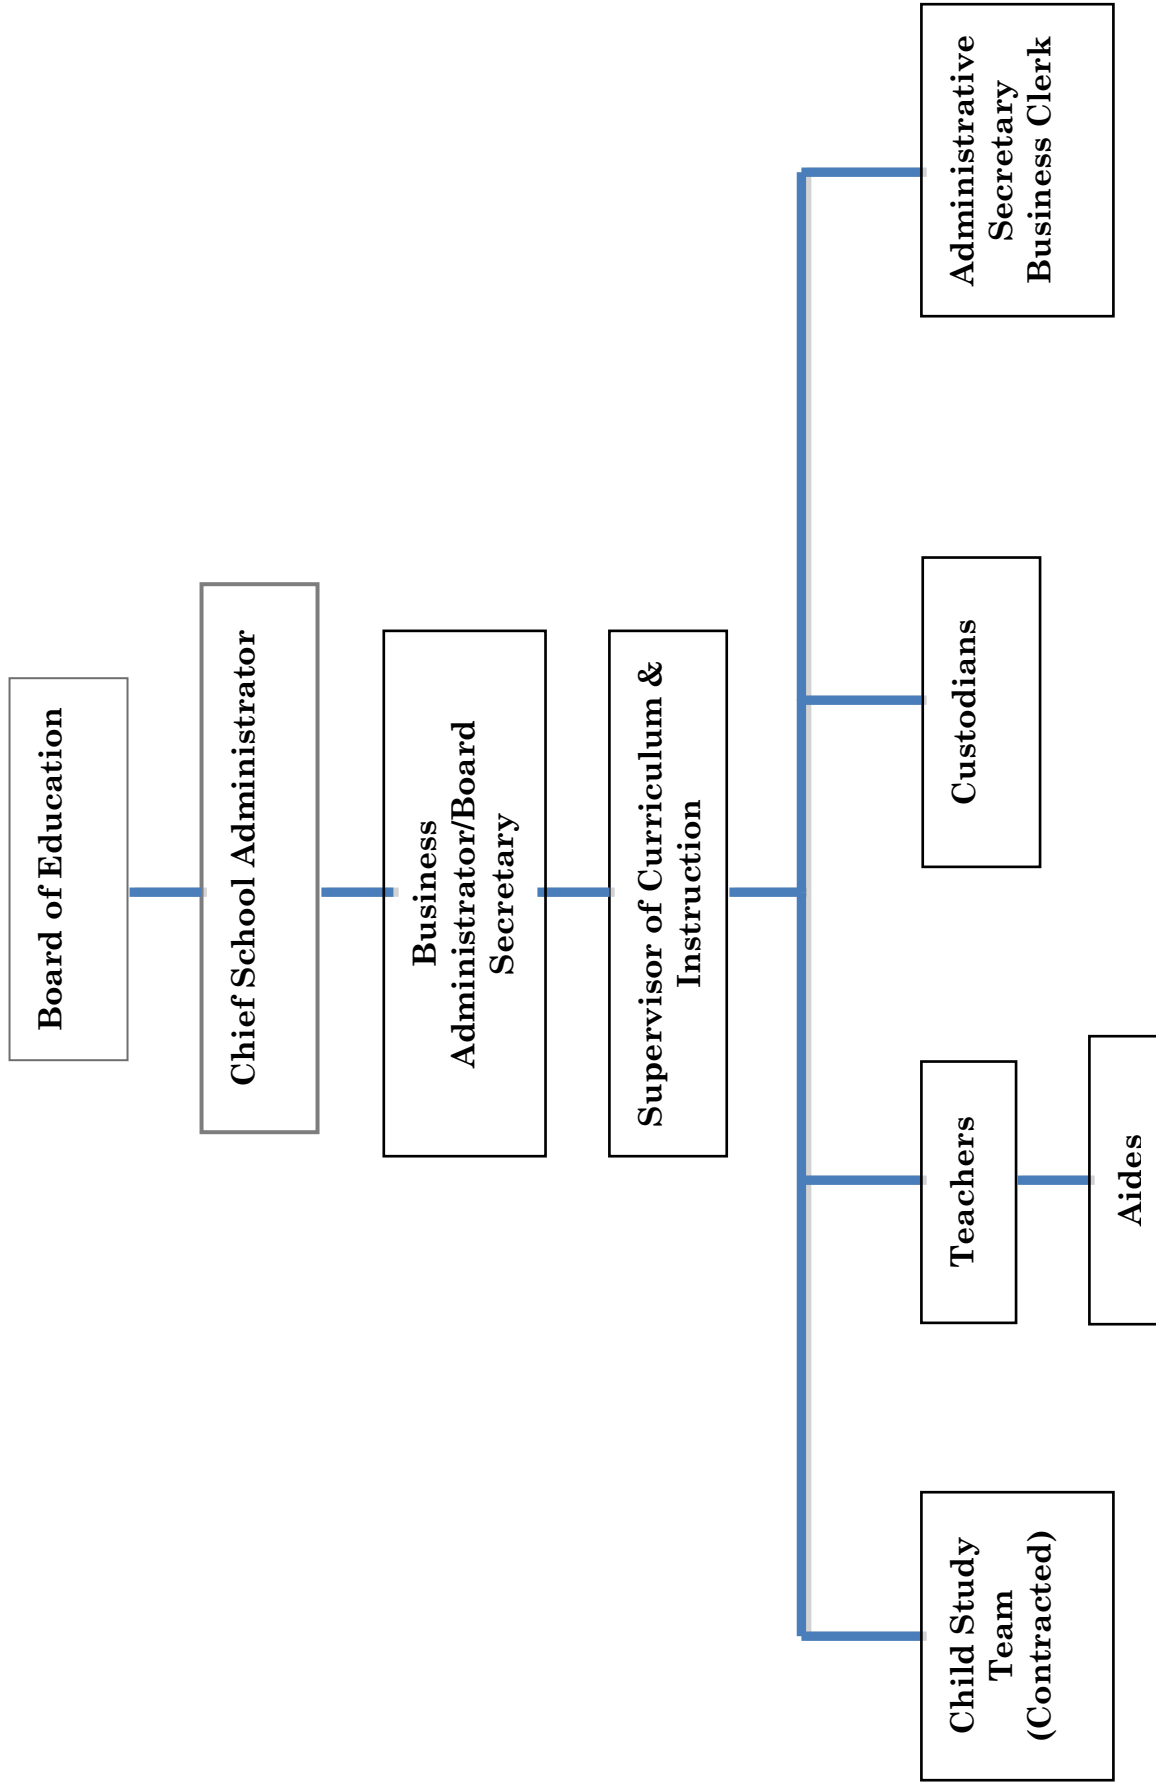 Board of Education
Chief School Administrator
Business
Administrator/Board
Secretary
Supervisor of Curriculum &
Instruction
Child Study
Team
(Contracted)
Teachers
Custodians
Administrative
Secretary
Business Clerk
Aides